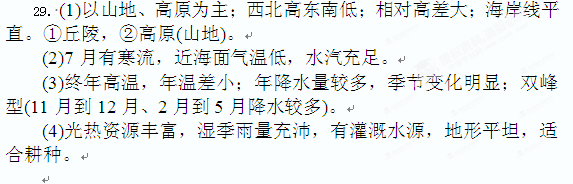 29. (1)以山地、高原为主；西北高东南低；相对高差大；海岸线平
直。①丘陵，②高原(山地)。
(2)7月有寒流，近海面气温低，水汽充足。
(3)终年高温，年温差小；年降水量较多，季节变化明显；双峰
型(11月到12月、2月到5月降水较多)。
(4)光热资源丰富，湿季雨量充沛，有灌溉水源，地形平坦，适
合耕种。